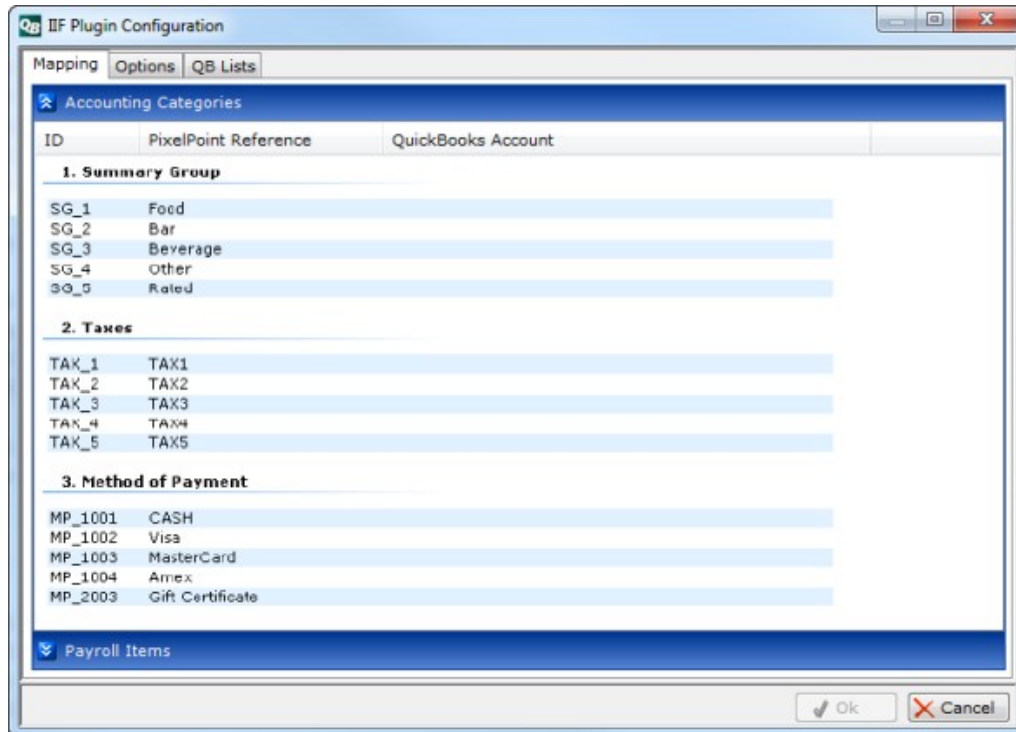 QB IIF Plugin Configuration
Mapping Options QB Lists
Accounting Categories
ID PixelPoint Reference QuickBooks Account
1. Summary Group
SG_1 Food
SG_2 Bar
SG_3 Beverage
SG_4 Other
SG_5 Rated
2. Taxes
TAX_1 TAX1
TAX_2 TAX2
TAX_3 TAX3
TAX_4 TAX4
TAX_5 TAX5
3. Method of Payment
MP_1001 CASH
MP_1002 Visa
MP_1003 MasterCard
MP_1004 Amex
MP_2003 Gift Certificate
Payroll Items
Ok Cancel